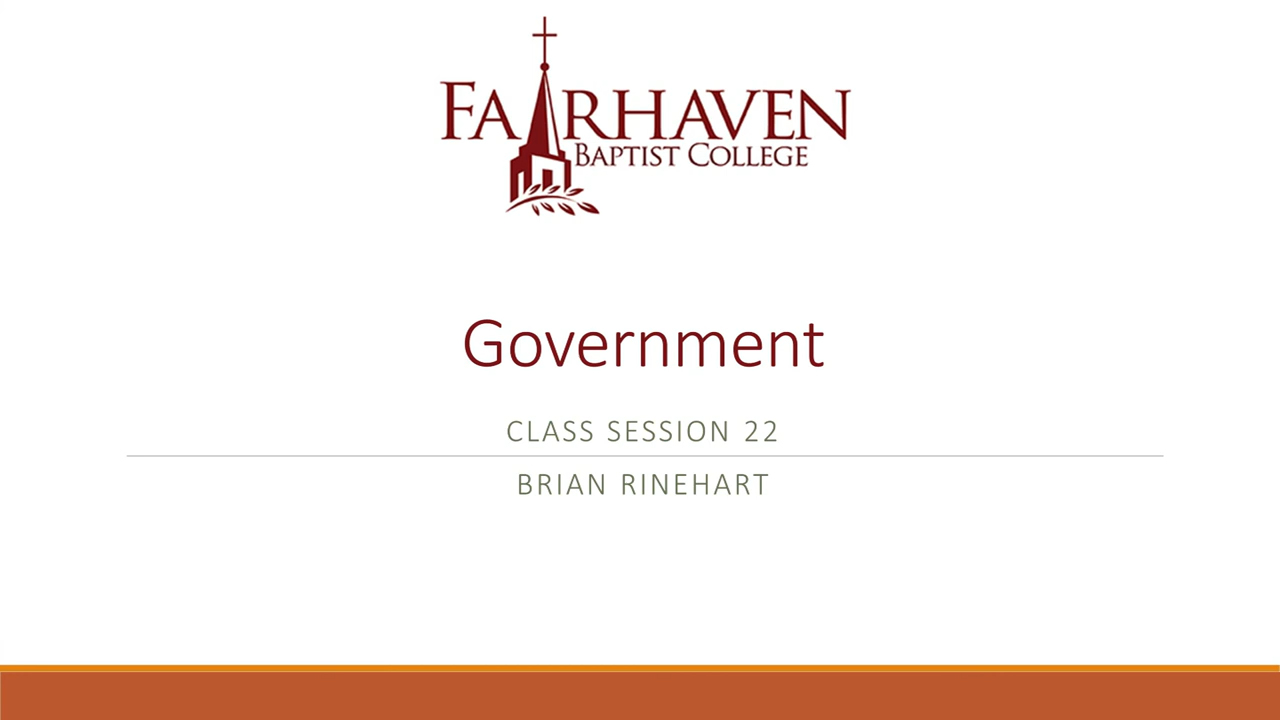 FAIRHAVEN
BAPTIST COLLEGE
Government
CLASS SESSION 22
BRIAN RINEHART